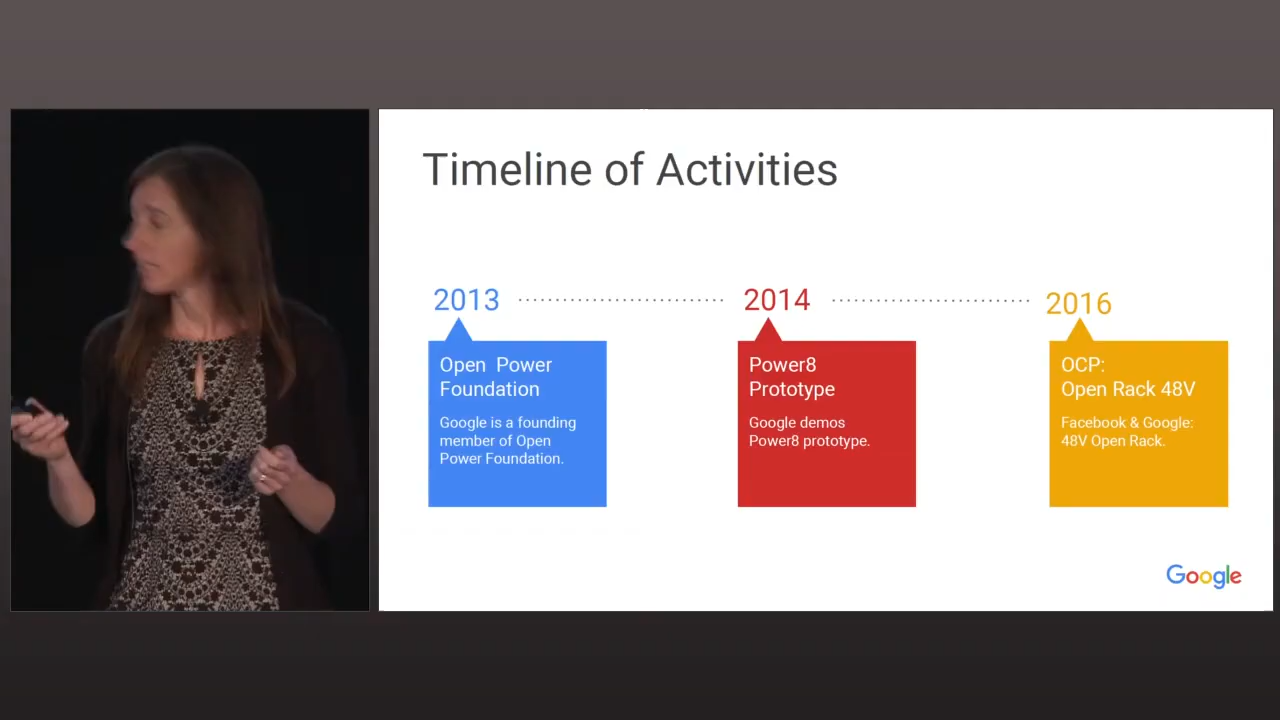 Timeline of Activities
2013
2014
2016
Open Power
Foundation
Google is a founding
member of Open
Power Foundation.
Power8
Prototype
Google demos
Power8 prototype.
OCP:
Open Rack 48V
Facebook & Google:
48V Open Rack.
Google